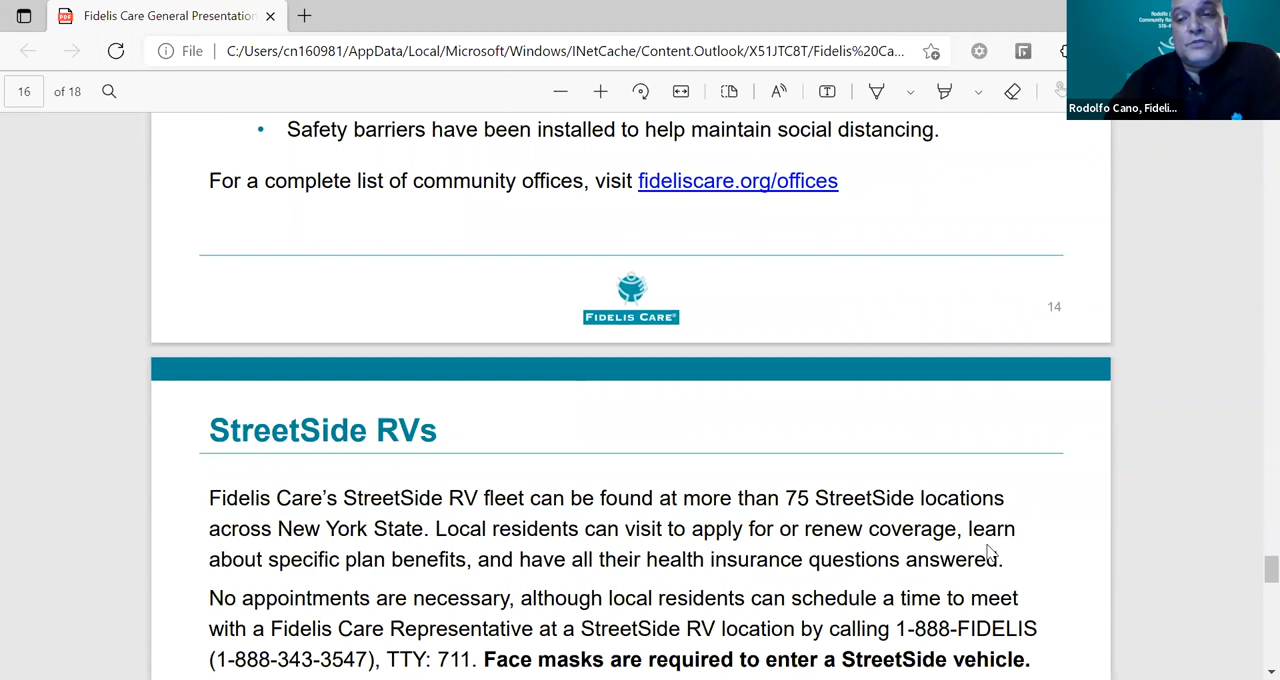 Fidelis Care General Presentation
File
C:/Users/cn160981/AppData/Local/Microsoft/Windows/INetCache/Content.Outlook/X51JTC8T/Fidelis%20Ca...
16 of 18
Rodolfo
Community Re
516-
Rodolfo Cano, Fideli...
• Safety barriers have been installed to help maintain social distancing.
For a complete list of community offices, visit fideliscare.org/offices
FIDELIS CARE®
14
StreetSide RVs
Fidelis Care’s StreetSide RV fleet can be found at more than 75 StreetSide locations
across New York State. Local residents can visit to apply for or renew coverage, learn
about specific plan benefits, and have all their health insurance questions answered.
No appointments are necessary, although local residents can schedule a time to meet
with a Fidelis Care Representative at a StreetSide RV location by calling 1-888-FIDELIS
(1-888-343-3547), TTY: 711. Face masks are required to enter a StreetSide vehicle.